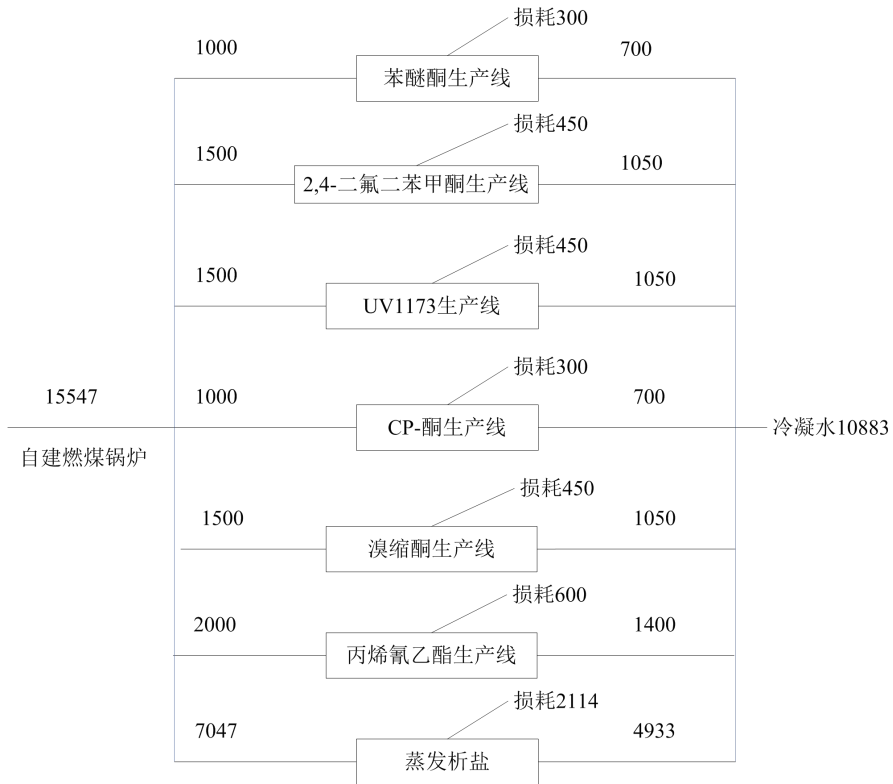 损耗300
1000
700
苯醚酮生产线
损耗450
1500
1050
2,4-二氟二苯甲酮生产线
损耗450
1500
1050
UV1173生产线
损耗300
15547
1000
700
CP-酮生产线
冷凝水10883
自建燃煤锅炉
损耗450
1500
1050
溴缩酮生产线
损耗600
2000
1400
丙烯氰乙酯生产线
损耗2114
7047
4933
蒸发析盐